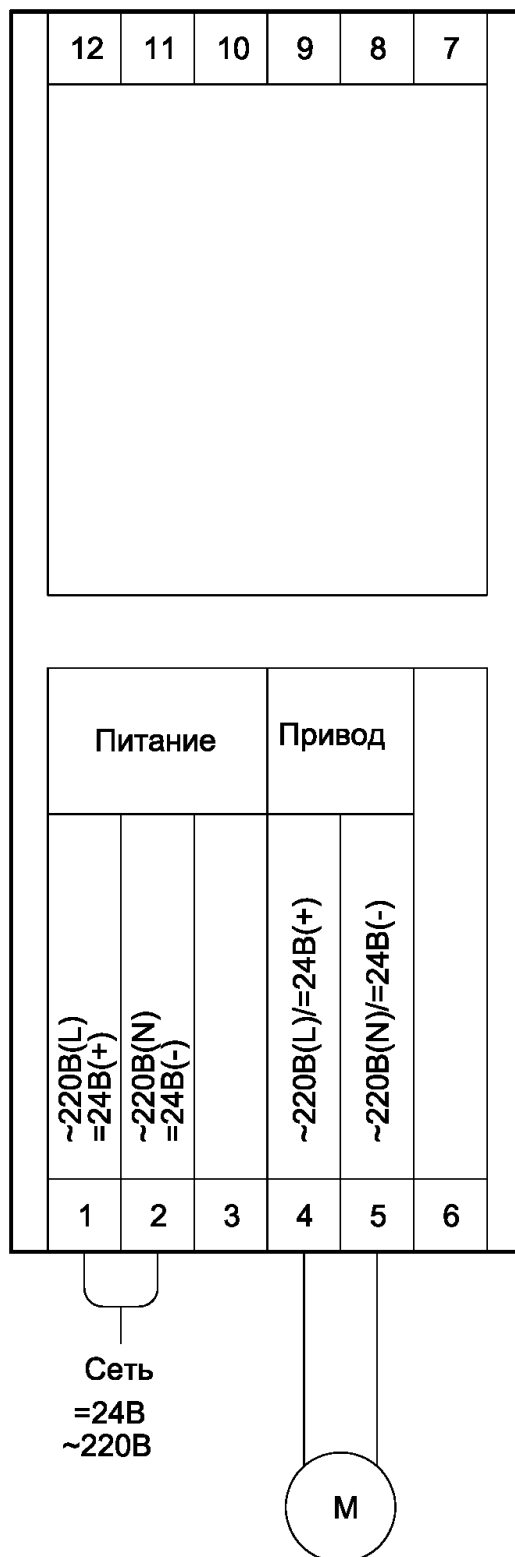 12 11 10 9 8 7
Питание
Привод
~220В(L)
=24В(+)
~220В(N)
=24В(-)
~220В(L)/=24В(+)
~220В(N)/=24В(-)
1 2 3 4 5 6
Сеть
=24В
~220В
М